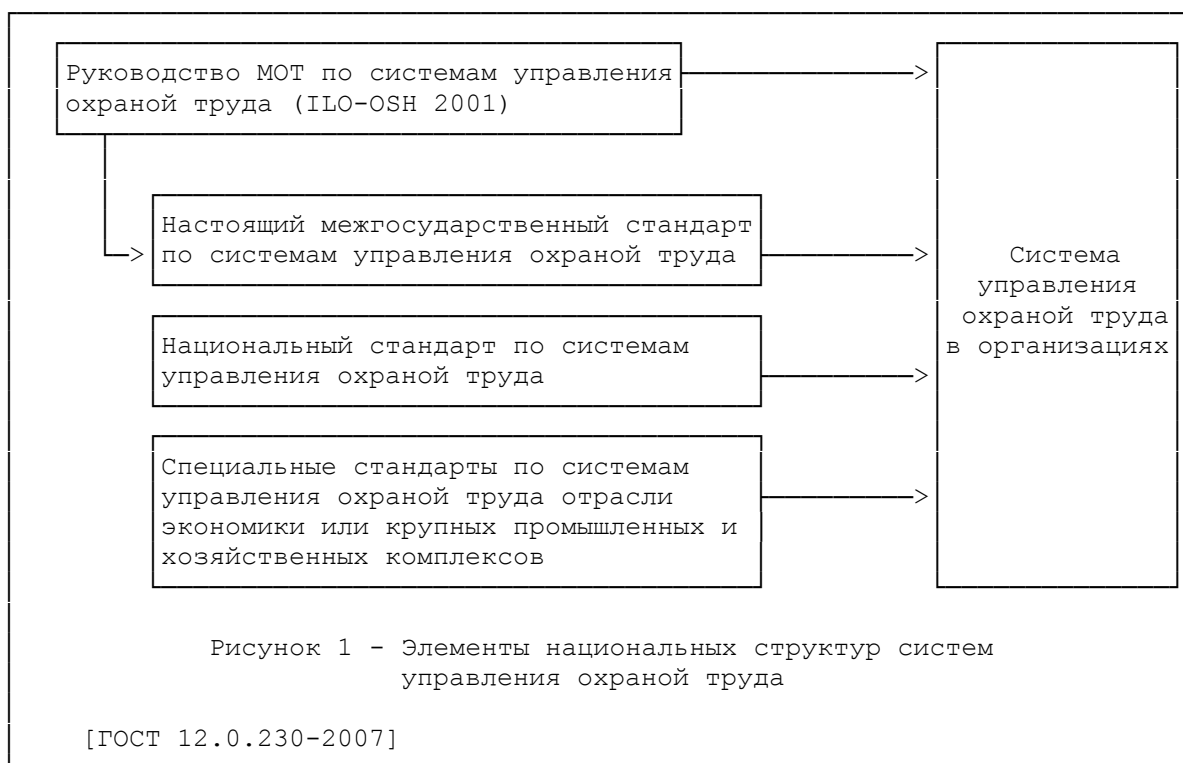 Руководство МОТ по системам управления
охраной труда (ILO-OSH 2001)
Настоящий межгосударственный стандарт
по системам управления охраной труда
Национальный стандарт по системам
управления охраной труда
Специальные стандарты по системам
управления охраной труда отрасли
экономики или крупных промышленных и
хозяйственных комплексов
Система
управления
охраной труда
в организациях
Рисунок 1 - Элементы национальных структур систем
управления охраной труда
[ГОСТ 12.0.230-2007]